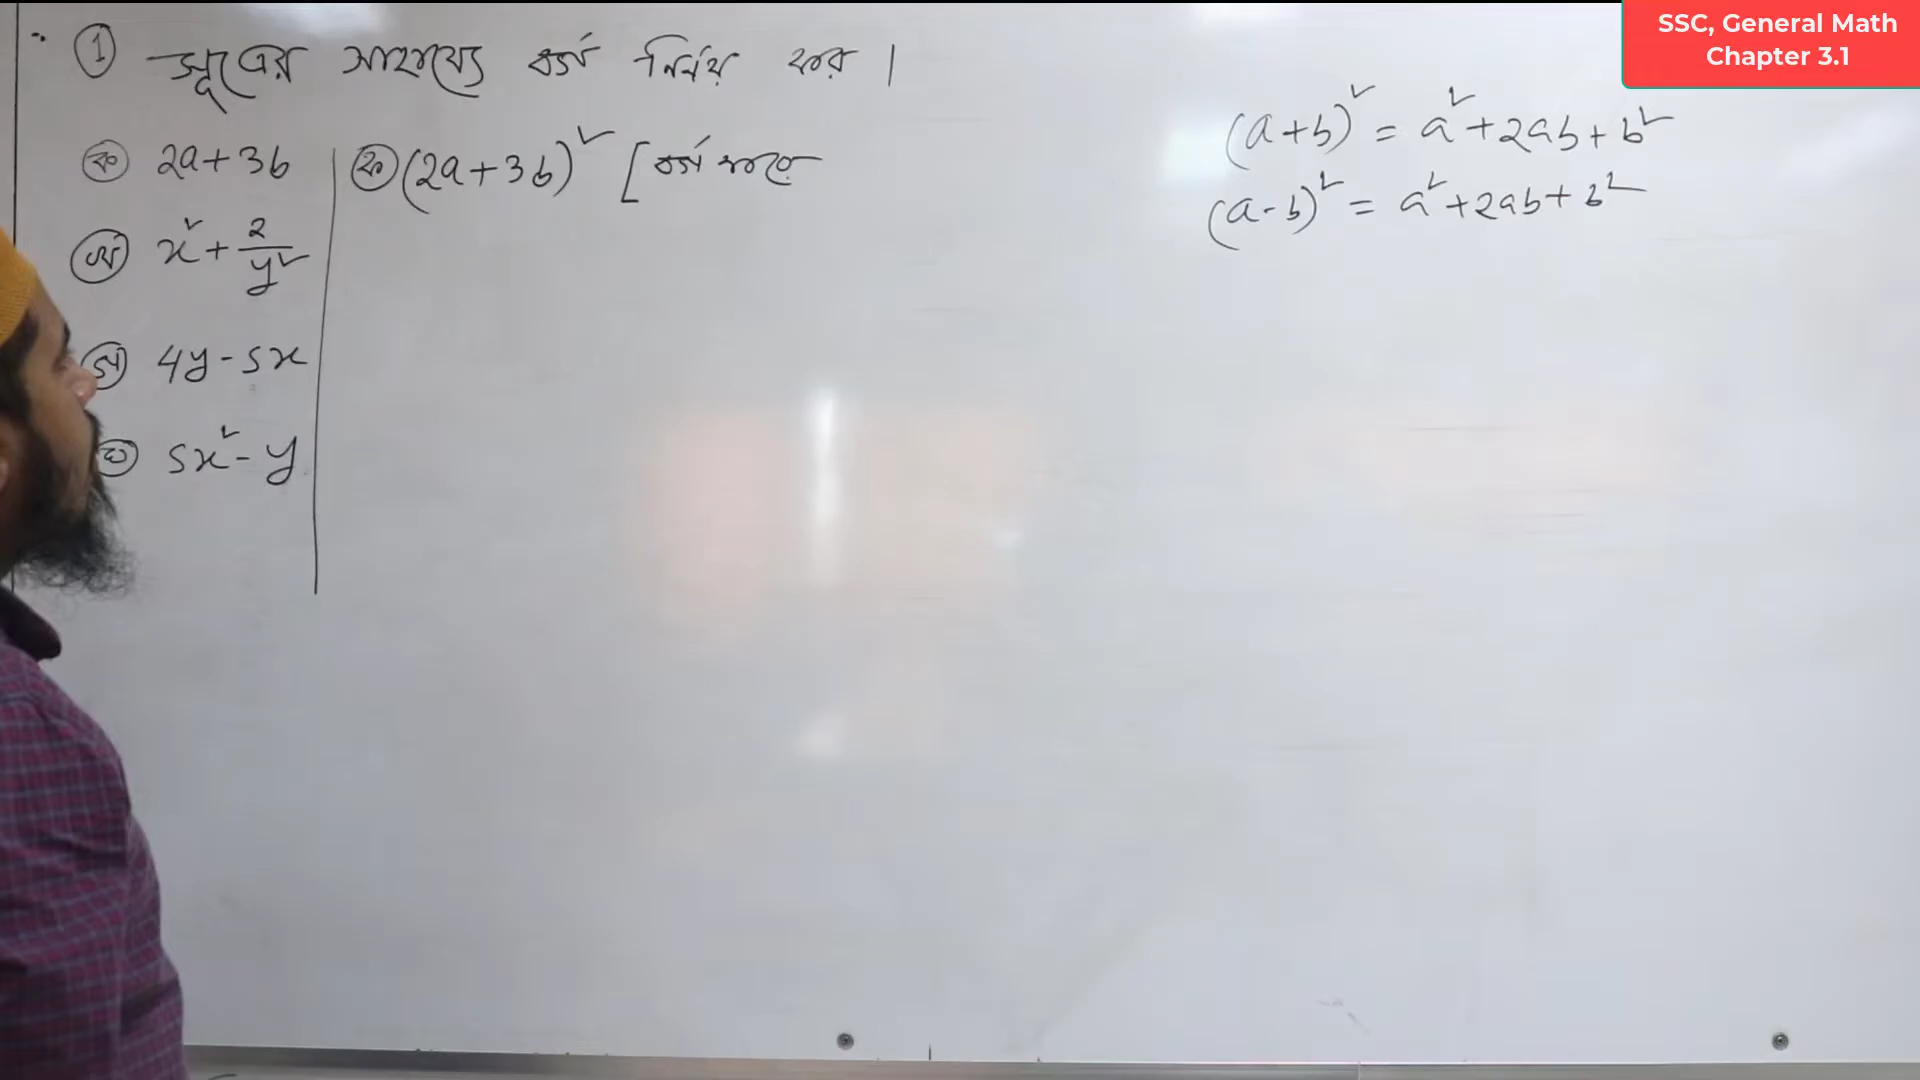 SSC, General Math
Chapter 3.1
① সূত্রের সাহায্যে বর্গ নির্ণয় কর।
ⓚ 2a+3b
খ x²+2/y²
গ 4y-5x
ঘ 5x²-y
ক (2a+3b)² [বর্গ করে
(a+b)² = a²+2ab+b²
(a-b)² = a²+2ab+b²